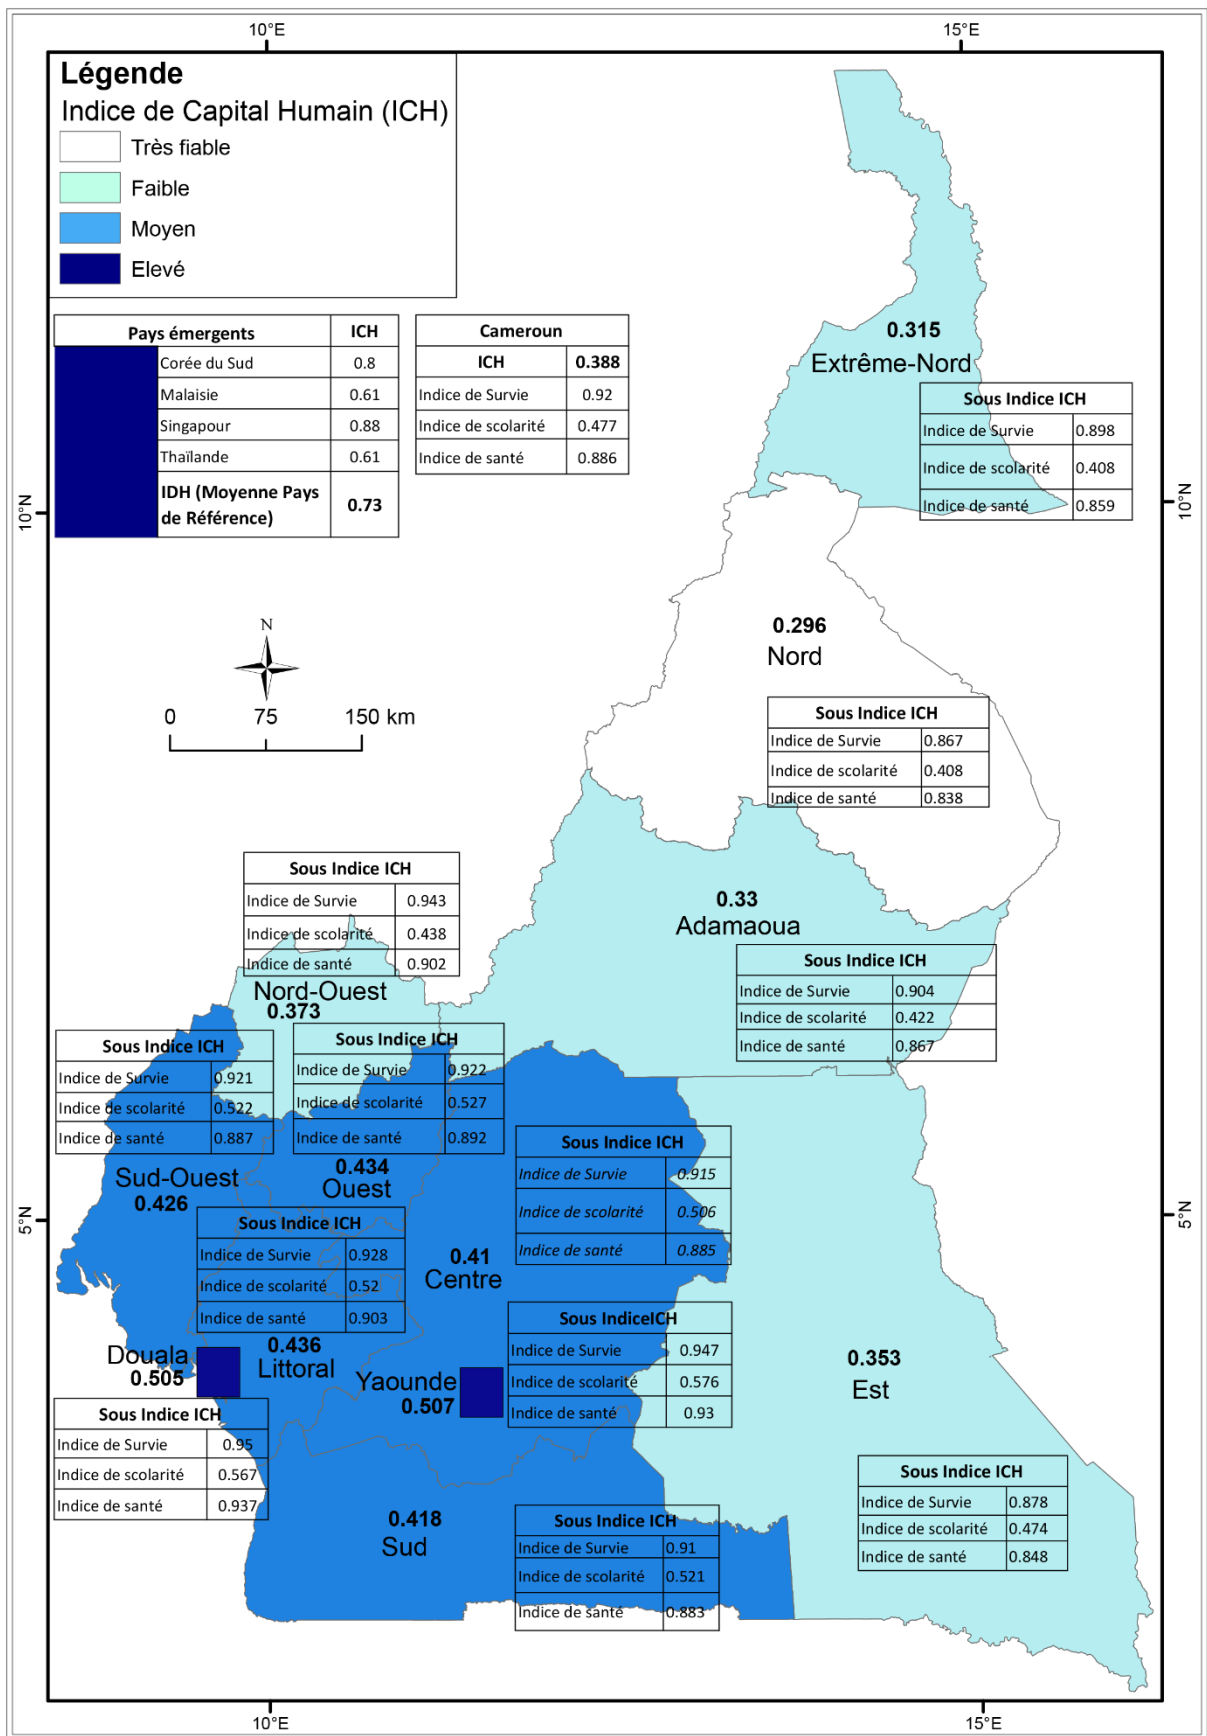 10°E 15°E
Légende
Indice de Capital Humain (ICH)
Très fiable
Faible
Moyen
Elevé
Pays émergents ICH
Corée du Sud 0.8
Malaisie 0.61
Singapour 0.88
Thaïlande 0.61
IDH (Moyenne Pays
de Référence) 0.73
Cameroun
ICH 0.388
Indice de Survie 0.92
Indice de scolarité 0.477
Indice de santé 0.886
0.315
Extrême-Nord
Sous Indice ICH
Indice de Survie 0.898
Indice de scolarité 0.408
Indice de santé 0.859
10°N 10°N
N
0 75 150 km
0.296
Nord
Sous Indice ICH
Indice de Survie 0.867
Indice de scolarité 0.408
Indice de santé 0.838
0.33
Adamaoua
Sous Indice ICH
Indice de Survie 0.904
Indice de scolarité 0.422
Indice de santé 0.867
Sous Indice ICH
Indice de Survie 0.943
Indice de scolarité 0.438
Indice de santé 0.902
Nord-Ouest
0.373
Sous Indice ICH
Indice de Survie 0.921
Indice de scolarité 0.522
Indice de santé 0.887
Sud-Ouest
0.426
Sous Indice ICH
Indice de Survie 0.922
Indice de scolarité 0.527
Indice de santé 0.892
0.434
Ouest
Sous Indice ICH
Indice de Survie 0.915
Indice de scolarité 0.506
Indice de santé 0.885
0.41
Centre
5°N 5°N
Sous Indice ICH
Indice de Survie 0.928
Indice de scolarité 0.52
Indice de santé 0.903
0.436
Littoral
Douala
0.505
Sous Indice ICH
Indice de Survie 0.95
Indice de scolarité 0.567
Indice de santé 0.937
Sous IndiceICH
Indice de Survie 0.947
Indice de scolarité 0.576
Indice de santé 0.93
Yaounde
0.507
0.353
Est
Sous Indice ICH
Indice de Survie 0.878
Indice de scolarité 0.474
Indice de santé 0.848
0.418
Sud
Sous Indice ICH
Indice de Survie 0.91
Indice de scolarité 0.521
Indice de santé 0.883
10°E 15°E